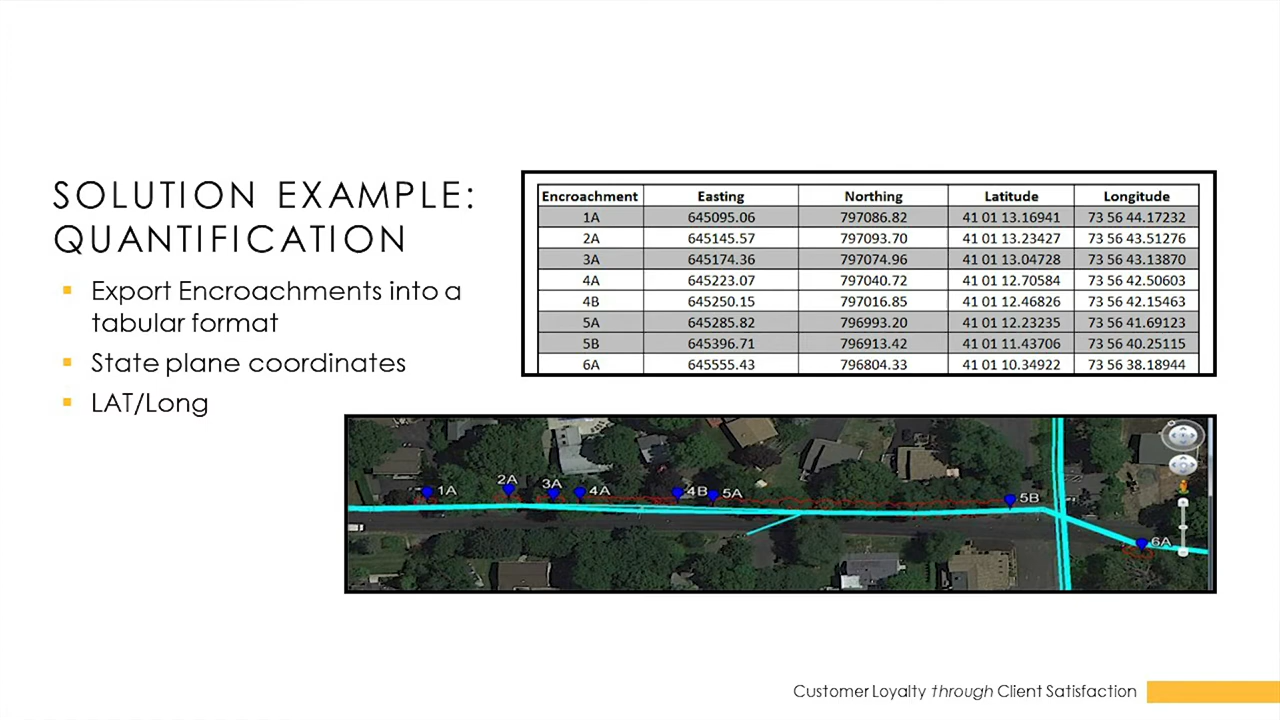 SOLUTION EXAMPLE:
QUANTIFICATION
Export Encroachments into a
tabular format
State plane coordinates
LAT/Long
Encroachment Easting Northing Latitude Longitude
1A 645095.06 797086.82 41 01 13.16941 73 56 44.17232
2A 645145.57 797093.70 41 01 13.23427 73 56 43.51276
3A 645174.36 797074.96 41 01 13.04728 73 56 43.13870
4A 645223.07 797040.72 41 01 12.70584 73 56 42.50603
4B 645250.15 797016.85 41 01 12.46826 73 56 42.15463
5A 645285.82 796993.20 41 01 12.23235 73 56 41.69123
5B 645396.71 796913.42 41 01 11.43706 73 56 40.25115
6A 645555.43 796804.33 41 01 10.34922 73 56 38.18944
1A 2A 3A 4A 4B 5A 5B
6A
Customer Loyalty through Client Satisfaction